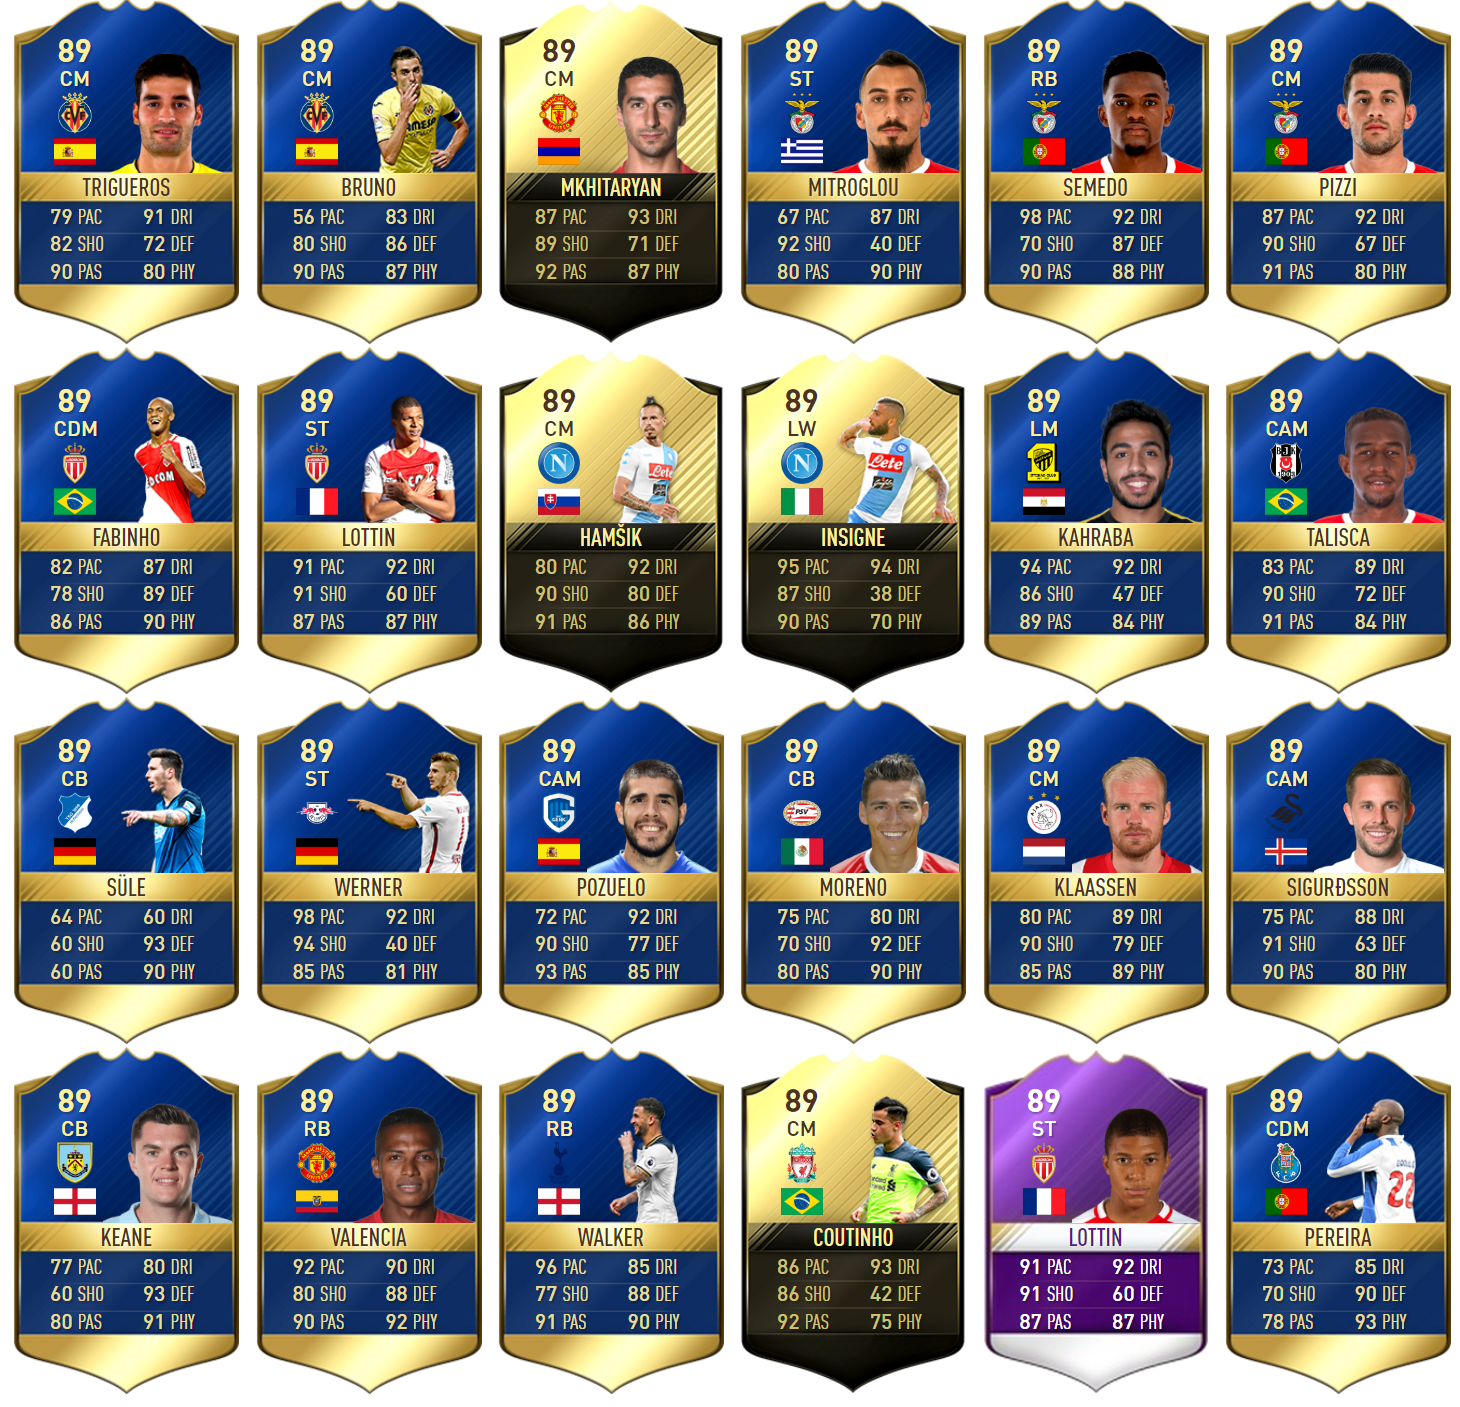 89
CM
TRIGUEROS
79 PAC 91 DRI
82 SHO 72 DEF
90 PAS 80 PHY
89
CM
BRUNO
56 PAC 83 DRI
80 SHO 86 DEF
90 PAS 87 PHY
89
CM
MKHITARYAN
87 PAC 93 DRI
89 SHO 71 DEF
92 PAS 87 PHY
89
ST
MITROGLOU
67 PAC 87 DRI
92 SHO 40 DEF
80 PAS 90 PHY
89
RB
SEMEDO
98 PAC 92 DRI
70 SHO 87 DEF
90 PAS 88 PHY
89
CM
PIZZI
87 PAC 92 DRI
90 SHO 67 DEF
91 PAS 80 PHY
89
CDM
FABINHO
82 PAC 87 DRI
78 SHO 89 DEF
86 PAS 90 PHY
89
ST
LOTTIN
91 PAC 92 DRI
91 SHO 60 DEF
87 PAS 87 PHY
89
CM
N
Lete
HAMŠIK
80 PAC 92 DRI
90 SHO 80 DEF
91 PAS 86 PHY
89
LW
N
Lete
INSIGNE
95 PAC 94 DRI
87 SHO 38 DEF
90 PAS 70 PHY
89
LM
KAHRABA
94 PAC 92 DRI
86 SHO 47 DEF
89 PAS 84 PHY
89
CAM
BJK
TALISCA
83 PAC 89 DRI
90 SHO 72 DEF
91 PAS 84 PHY
89
CB
SÜLE
64 PAC 60 DRI
60 SHO 93 DEF
60 PAS 90 PHY
89
ST
WERNER
98 PAC 92 DRI
94 SHO 40 DEF
85 PAS 81 PHY
89
CAM
GENK
POZUELO
72 PAC 92 DRI
90 SHO 77 DEF
93 PAS 85 PHY
89
CB
PSV
MORENO
75 PAC 80 DRI
70 SHO 92 DEF
80 PAS 90 PHY
89
CM
AJAX
KLAASSEN
80 PAC 89 DRI
90 SHO 79 DEF
85 PAS 89 PHY
89
CAM
SIGURÐSSON
75 PAC 88 DRI
91 SHO 63 DEF
90 PAS 80 PHY
89
CB
KEANE
77 PAC 80 DRI
60 SHO 93 DEF
80 PAS 91 PHY
89
RB
VALENCIA
92 PAC 90 DRI
80 SHO 88 DEF
90 PAS 92 PHY
89
RB
WALKER
96 PAC 85 DRI
77 SHO 88 DEF
91 PAS 90 PHY
89
CM
COUTINHO
86 PAC 93 DRI
86 SHO 42 DEF
92 PAS 75 PHY
89
ST
LOTTIN
91 PAC 92 DRI
91 SHO 60 DEF
87 PAS 87 PHY
89
CDM
22
PEREIRA
73 PAC 85 DRI
70 SHO 90 DEF
78 PAS 93 PHY